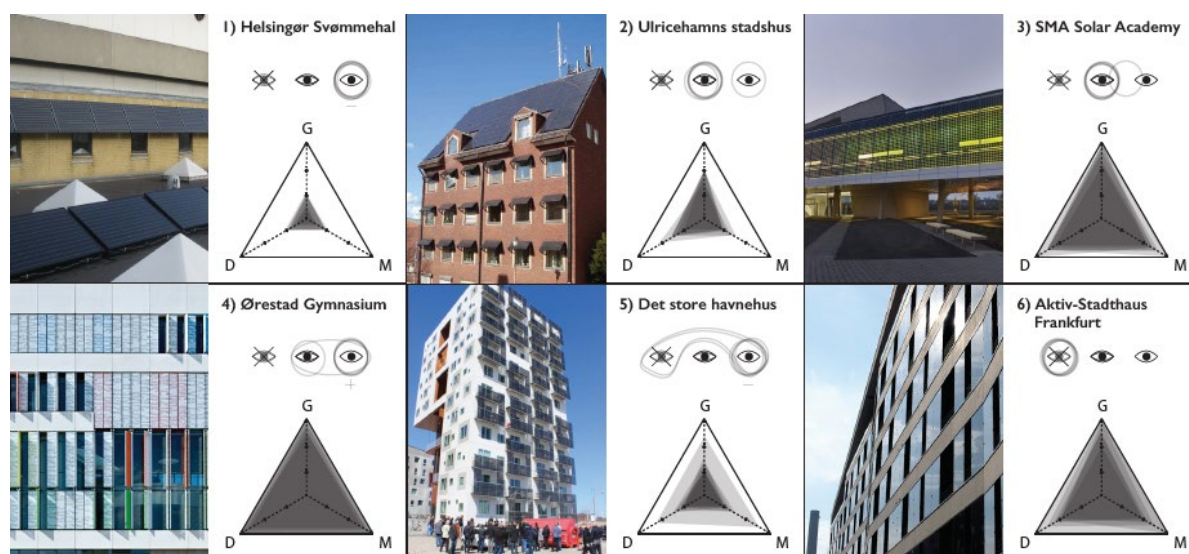 1) Helsingør Svømmehal
–
G
D
M
2) Ulricehamns stadshus
G
D
M
3) SMA Solar Academy
G
D
M
4) Ørestad Gymnasium
+
G
D
M
5) Det store havnehus
–
G
D
M
6) Aktiv-Stadthaus
Frankfurt
G
D
M